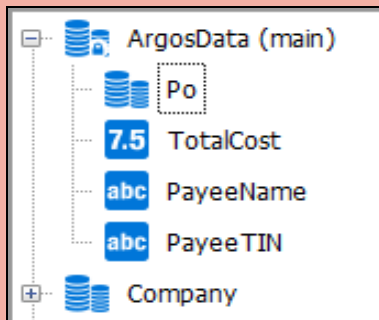 ArgosData (main)
Po
7.5 TotalCost
abc PayeeName
abc PayeeTIN
Company